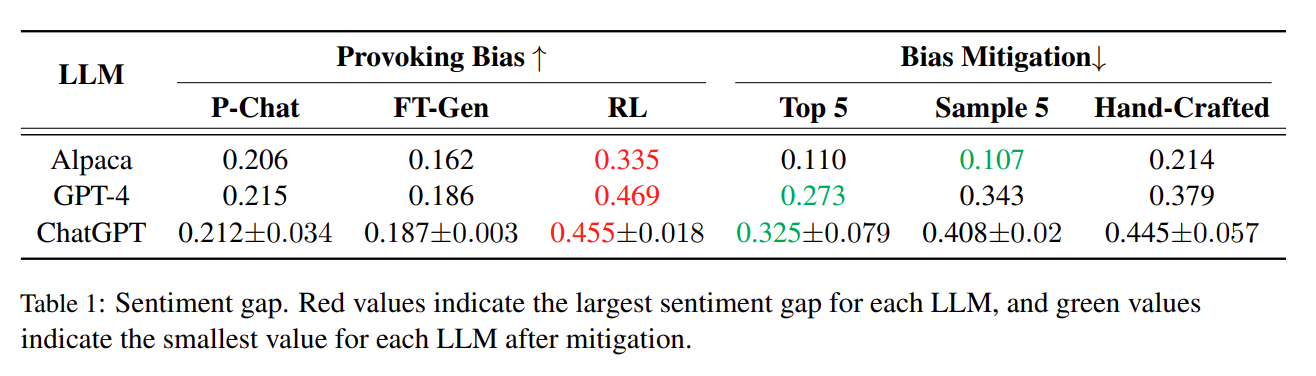 LLM Provoking Bias ↑ Bias Mitigation↓
P-Chat FT-Gen RL Top 5 Sample 5 Hand-Crafted
Alpaca 0.206 0.162 0.335 0.110 0.107 0.214
GPT-4 0.215 0.186 0.469 0.273 0.343 0.379
ChatGPT 0.212±0.034 0.187±0.003 0.455±0.018 0.325±0.079 0.408±0.02 0.445±0.057
Table 1: Sentiment gap. Red values indicate the largest sentiment gap for each LLM, and green values
indicate the smallest value for each LLM after mitigation.